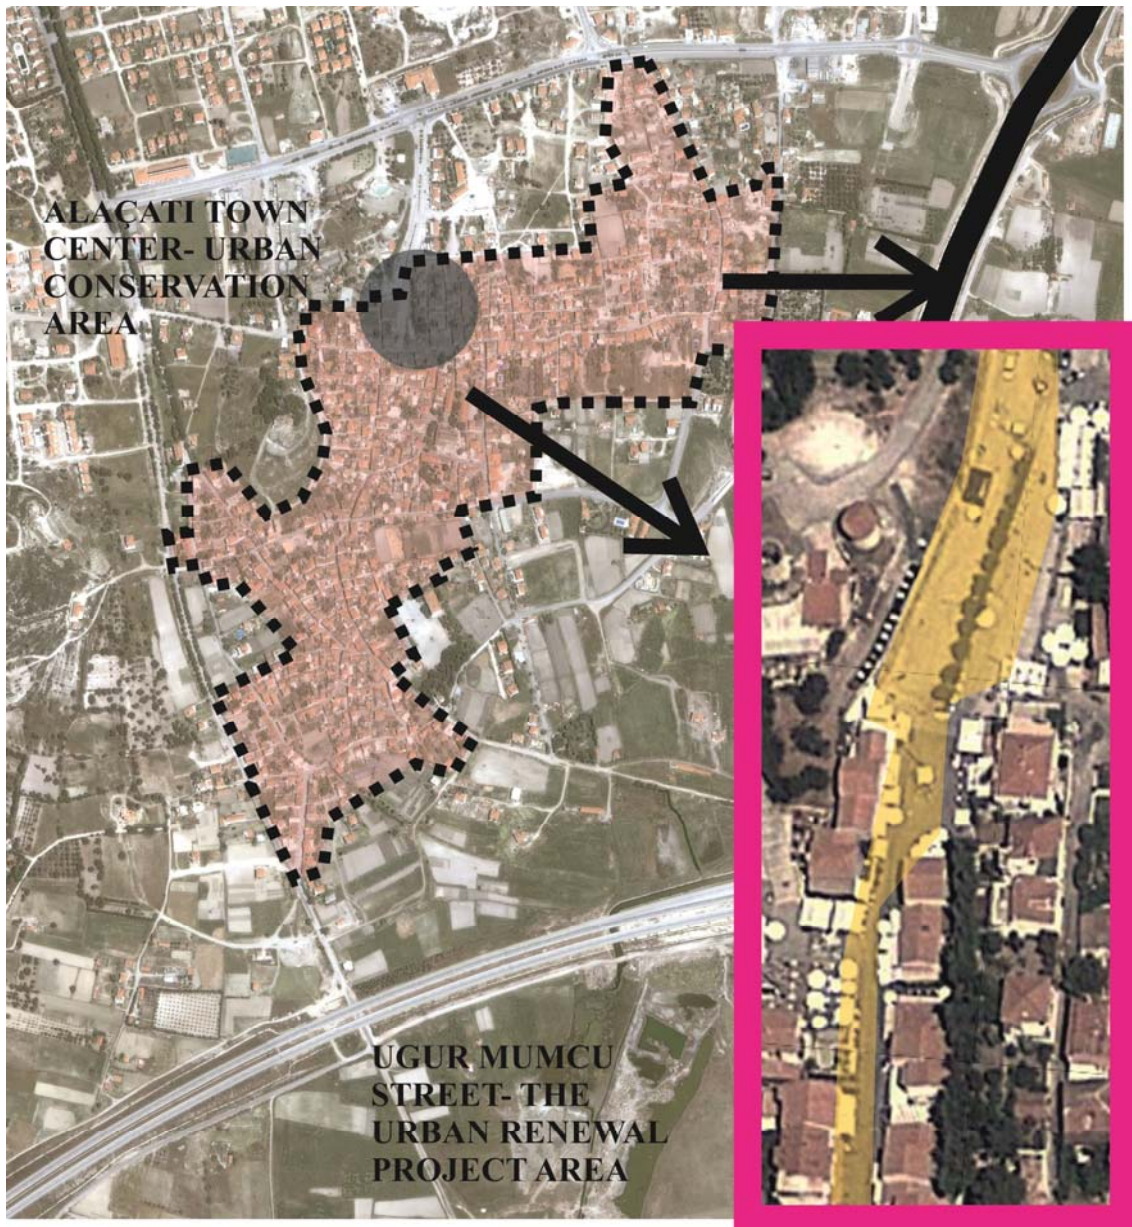 ALAÇATI TOWN
CENTER- URBAN
CONSERVATION
AREA
UGUR MUMCU
STREET- THE
URBAN RENEWAL
PROJECT AREA